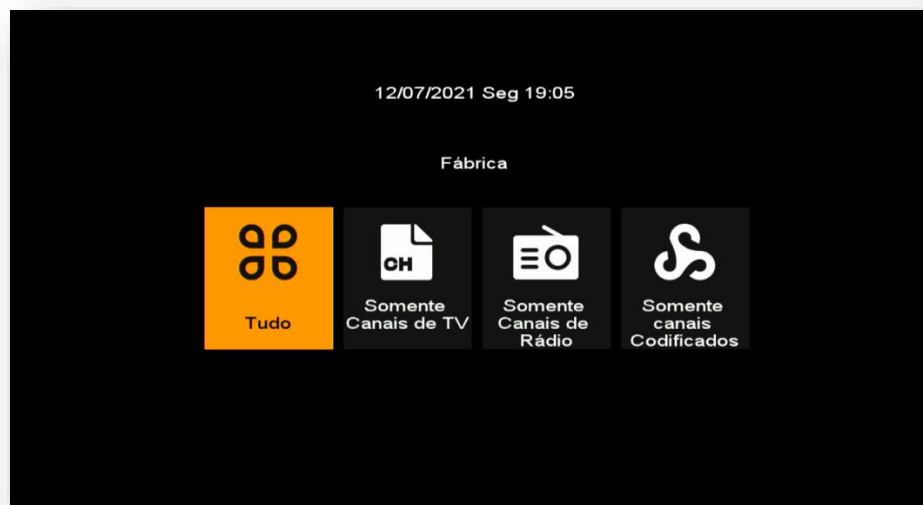 12/07/2021 Seg 19:05
Fábrica
CH
Tudo
Somente
Canais de TV
Somente
Canais de
Rádio
Somente
canais
Codificados